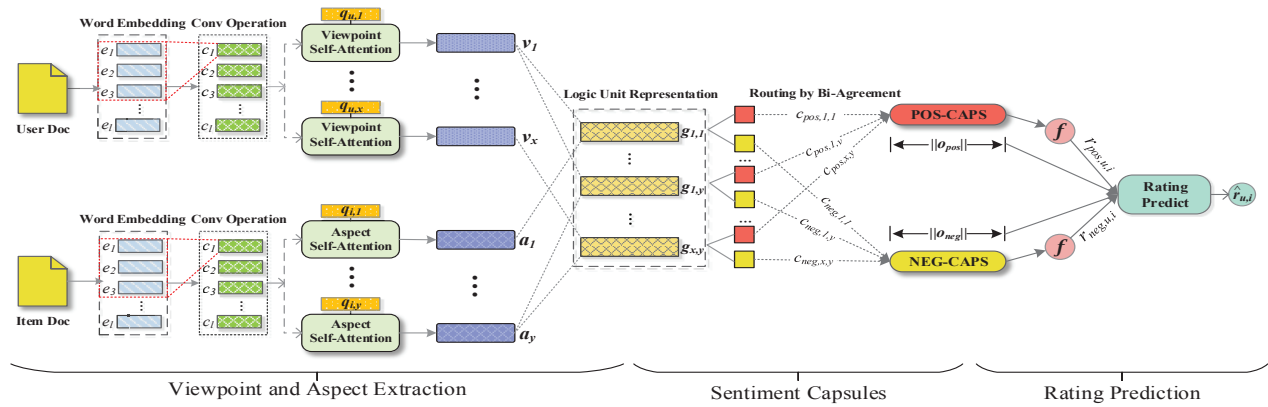 q_{u,1}
Word Embedding
Conv Operation
Viewpoint
Self-Attention
e_1
c_1
v_1
e_2
c_2
e_3
c_3
User Doc
e_l
c_l
q_{u,x}
Viewpoint
Self-Attention
v_x
Logic Unit Representation
Routing by Bi-Agreement
g_{1,1}
c_{pos,1,1}
POS-CAPS
f
r_{pos,u,i}
...
c_{pos,1,y}
||o_{pos}||
g_{1,y}
c_{pos,x,y}
Rating
Predict
r̂_{u,i}
...
c_{neg,1,1}
c_{neg,1,y}
||o_{neg}||
g_{x,y}
c_{neg,x,y}
NEG-CAPS
f
r_{neg,u,i}
q_{i,1}
Word Embedding
Conv Operation
Aspect
Self-Attention
e_1
c_1
a_1
e_2
c_2
e_3
c_3
Item Doc
e_l
c_l
q_{i,y}
Aspect
Self-Attention
a_y
Viewpoint and Aspect Extraction
Sentiment Capsules
Rating Prediction